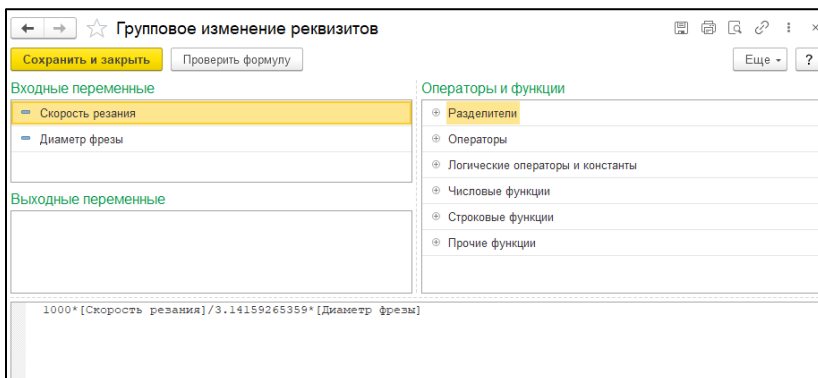 Групповое изменение реквизитов
Сохранить и закрыть Проверить формулу Еще ?
Входные переменные
Скорость резания
Диаметр фрезы
Выходные переменные
Операторы и функции
Разделители
Операторы
Логические операторы и константы
Числовые функции
Строковые функции
Прочие функции
1000*[Скорость резания]/3.14159265359*[Диаметр фрезы]